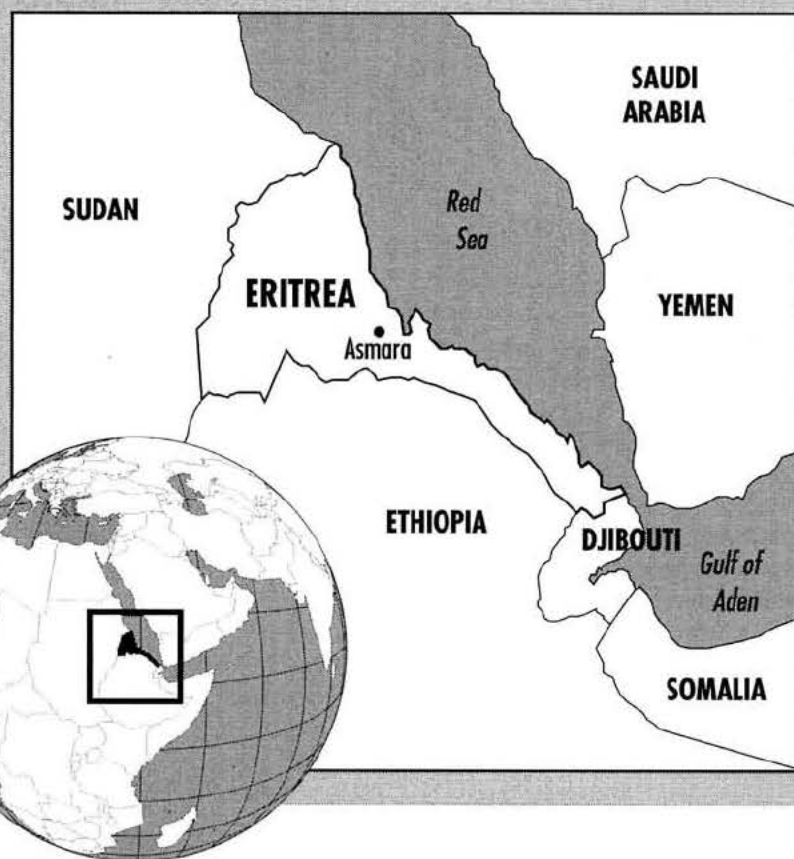 SAUDI
ARABIA
SUDAN
Red
Sea
ERITREA
YEMEN
Asmara
ETHIOPIA
DJIBOUTI
Gulf of
Aden
SOMALIA